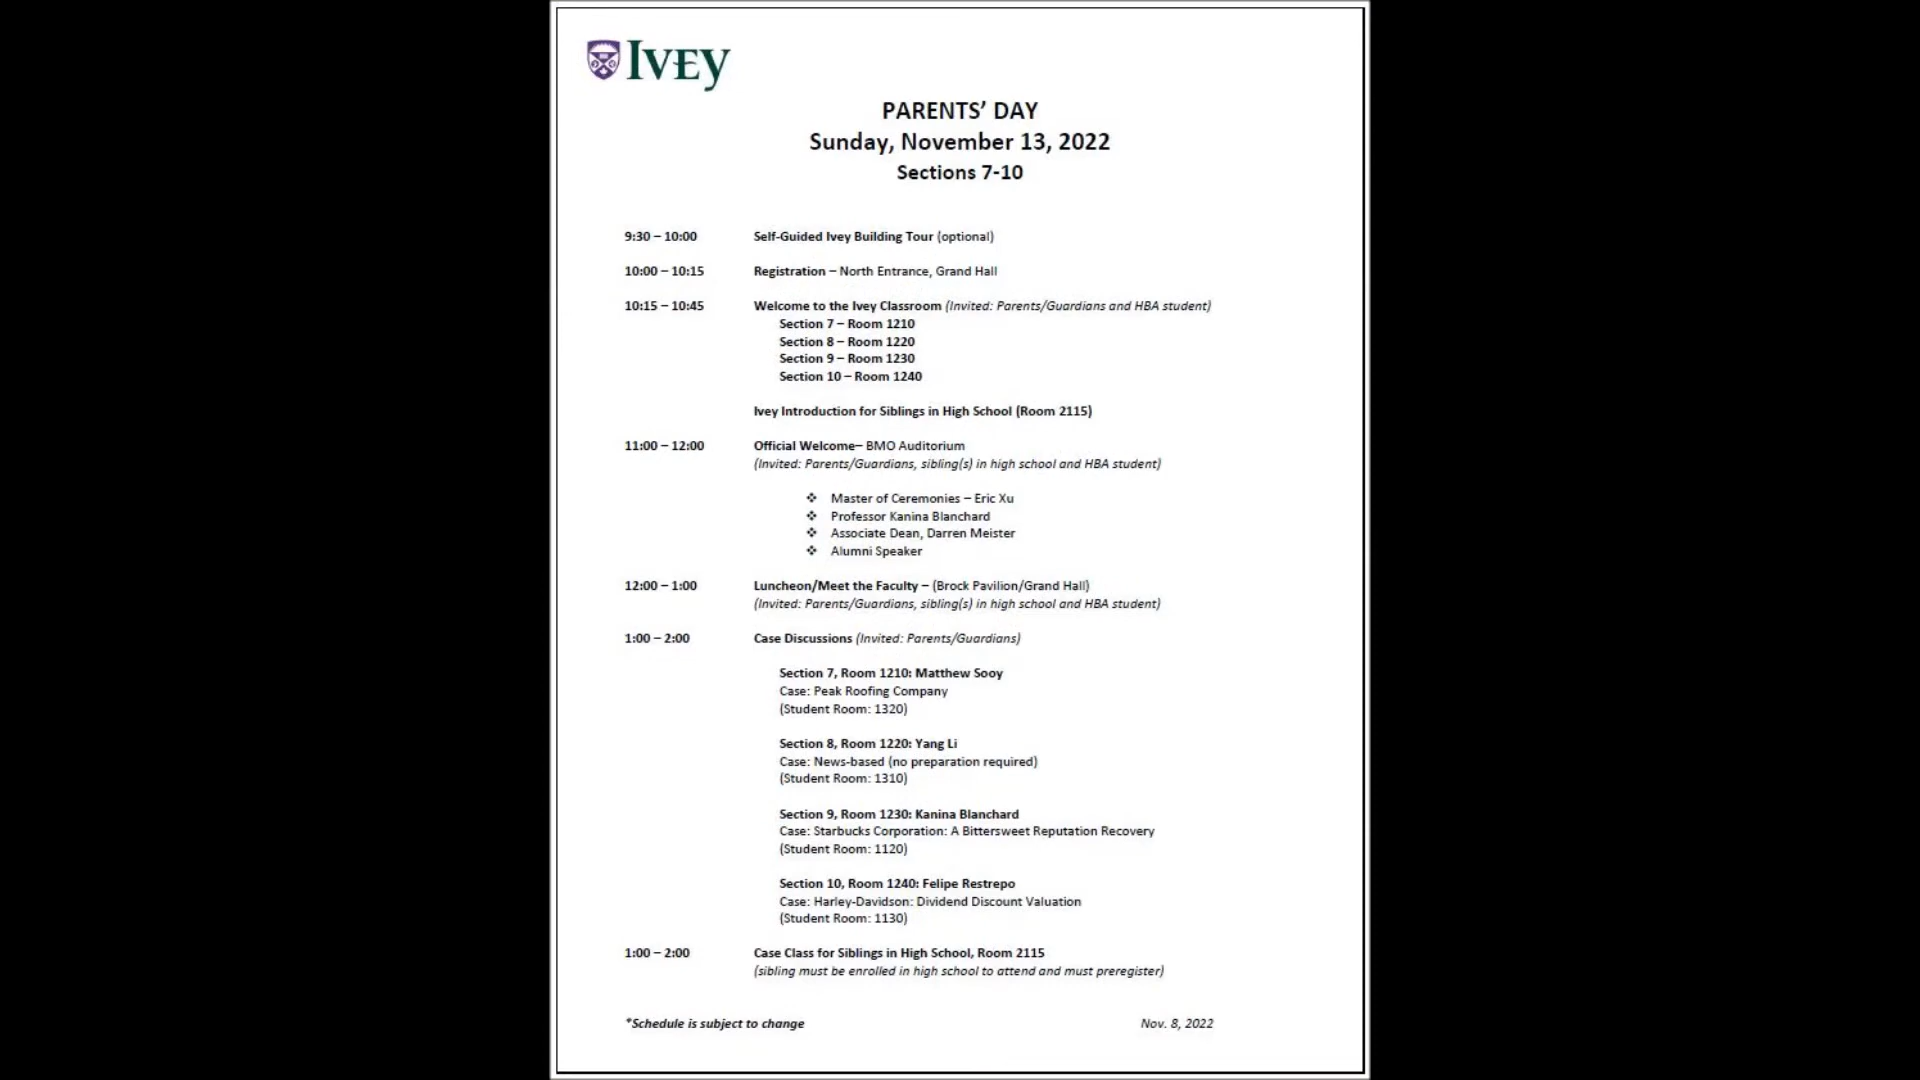 IVEY
PARENTS' DAY
Sunday, November 13, 2022
Sections 7-10
9:30 – 10:00 Self-Guided Ivey Building Tour (optional)
10:00 – 10:15 Registration – North Entrance, Grand Hall
10:15 – 10:45 Welcome to the Ivey Classroom (Invited: Parents/Guardians and HBA student)
Section 7 – Room 1210
Section 8 – Room 1220
Section 9 – Room 1230
Section 10 – Room 1240
Ivey Introduction for Siblings in High School (Room 2115)
11:00 – 12:00 Official Welcome– BMO Auditorium
(Invited: Parents/Guardians, sibling(s) in high school and HBA student)
❖ Master of Ceremonies – Eric Xu
❖ Professor Kanina Blanchard
❖ Associate Dean, Darren Meister
❖ Alumni Speaker
12:00 – 1:00 Luncheon/Meet the Faculty – (Brock Pavilion/Grand Hall)
(Invited: Parents/Guardians, sibling(s) in high school and HBA student)
1:00 – 2:00 Case Discussions (Invited: Parents/Guardians)
Section 7, Room 1210: Matthew Sooy
Case: Peak Roofing Company
(Student Room: 1320)
Section 8, Room 1220: Yang Li
Case: News-based (no preparation required)
(Student Room: 1310)
Section 9, Room 1230: Kanina Blanchard
Case: Starbucks Corporation: A Bittersweet Reputation Recovery
(Student Room: 1120)
Section 10, Room 1240: Felipe Restrepo
Case: Harley-Davidson: Dividend Discount Valuation
(Student Room: 1130)
1:00 – 2:00 Case Class for Siblings in High School, Room 2115
(sibling must be enrolled in high school to attend and must preregister)
*Schedule is subject to change Nov. 8, 2022